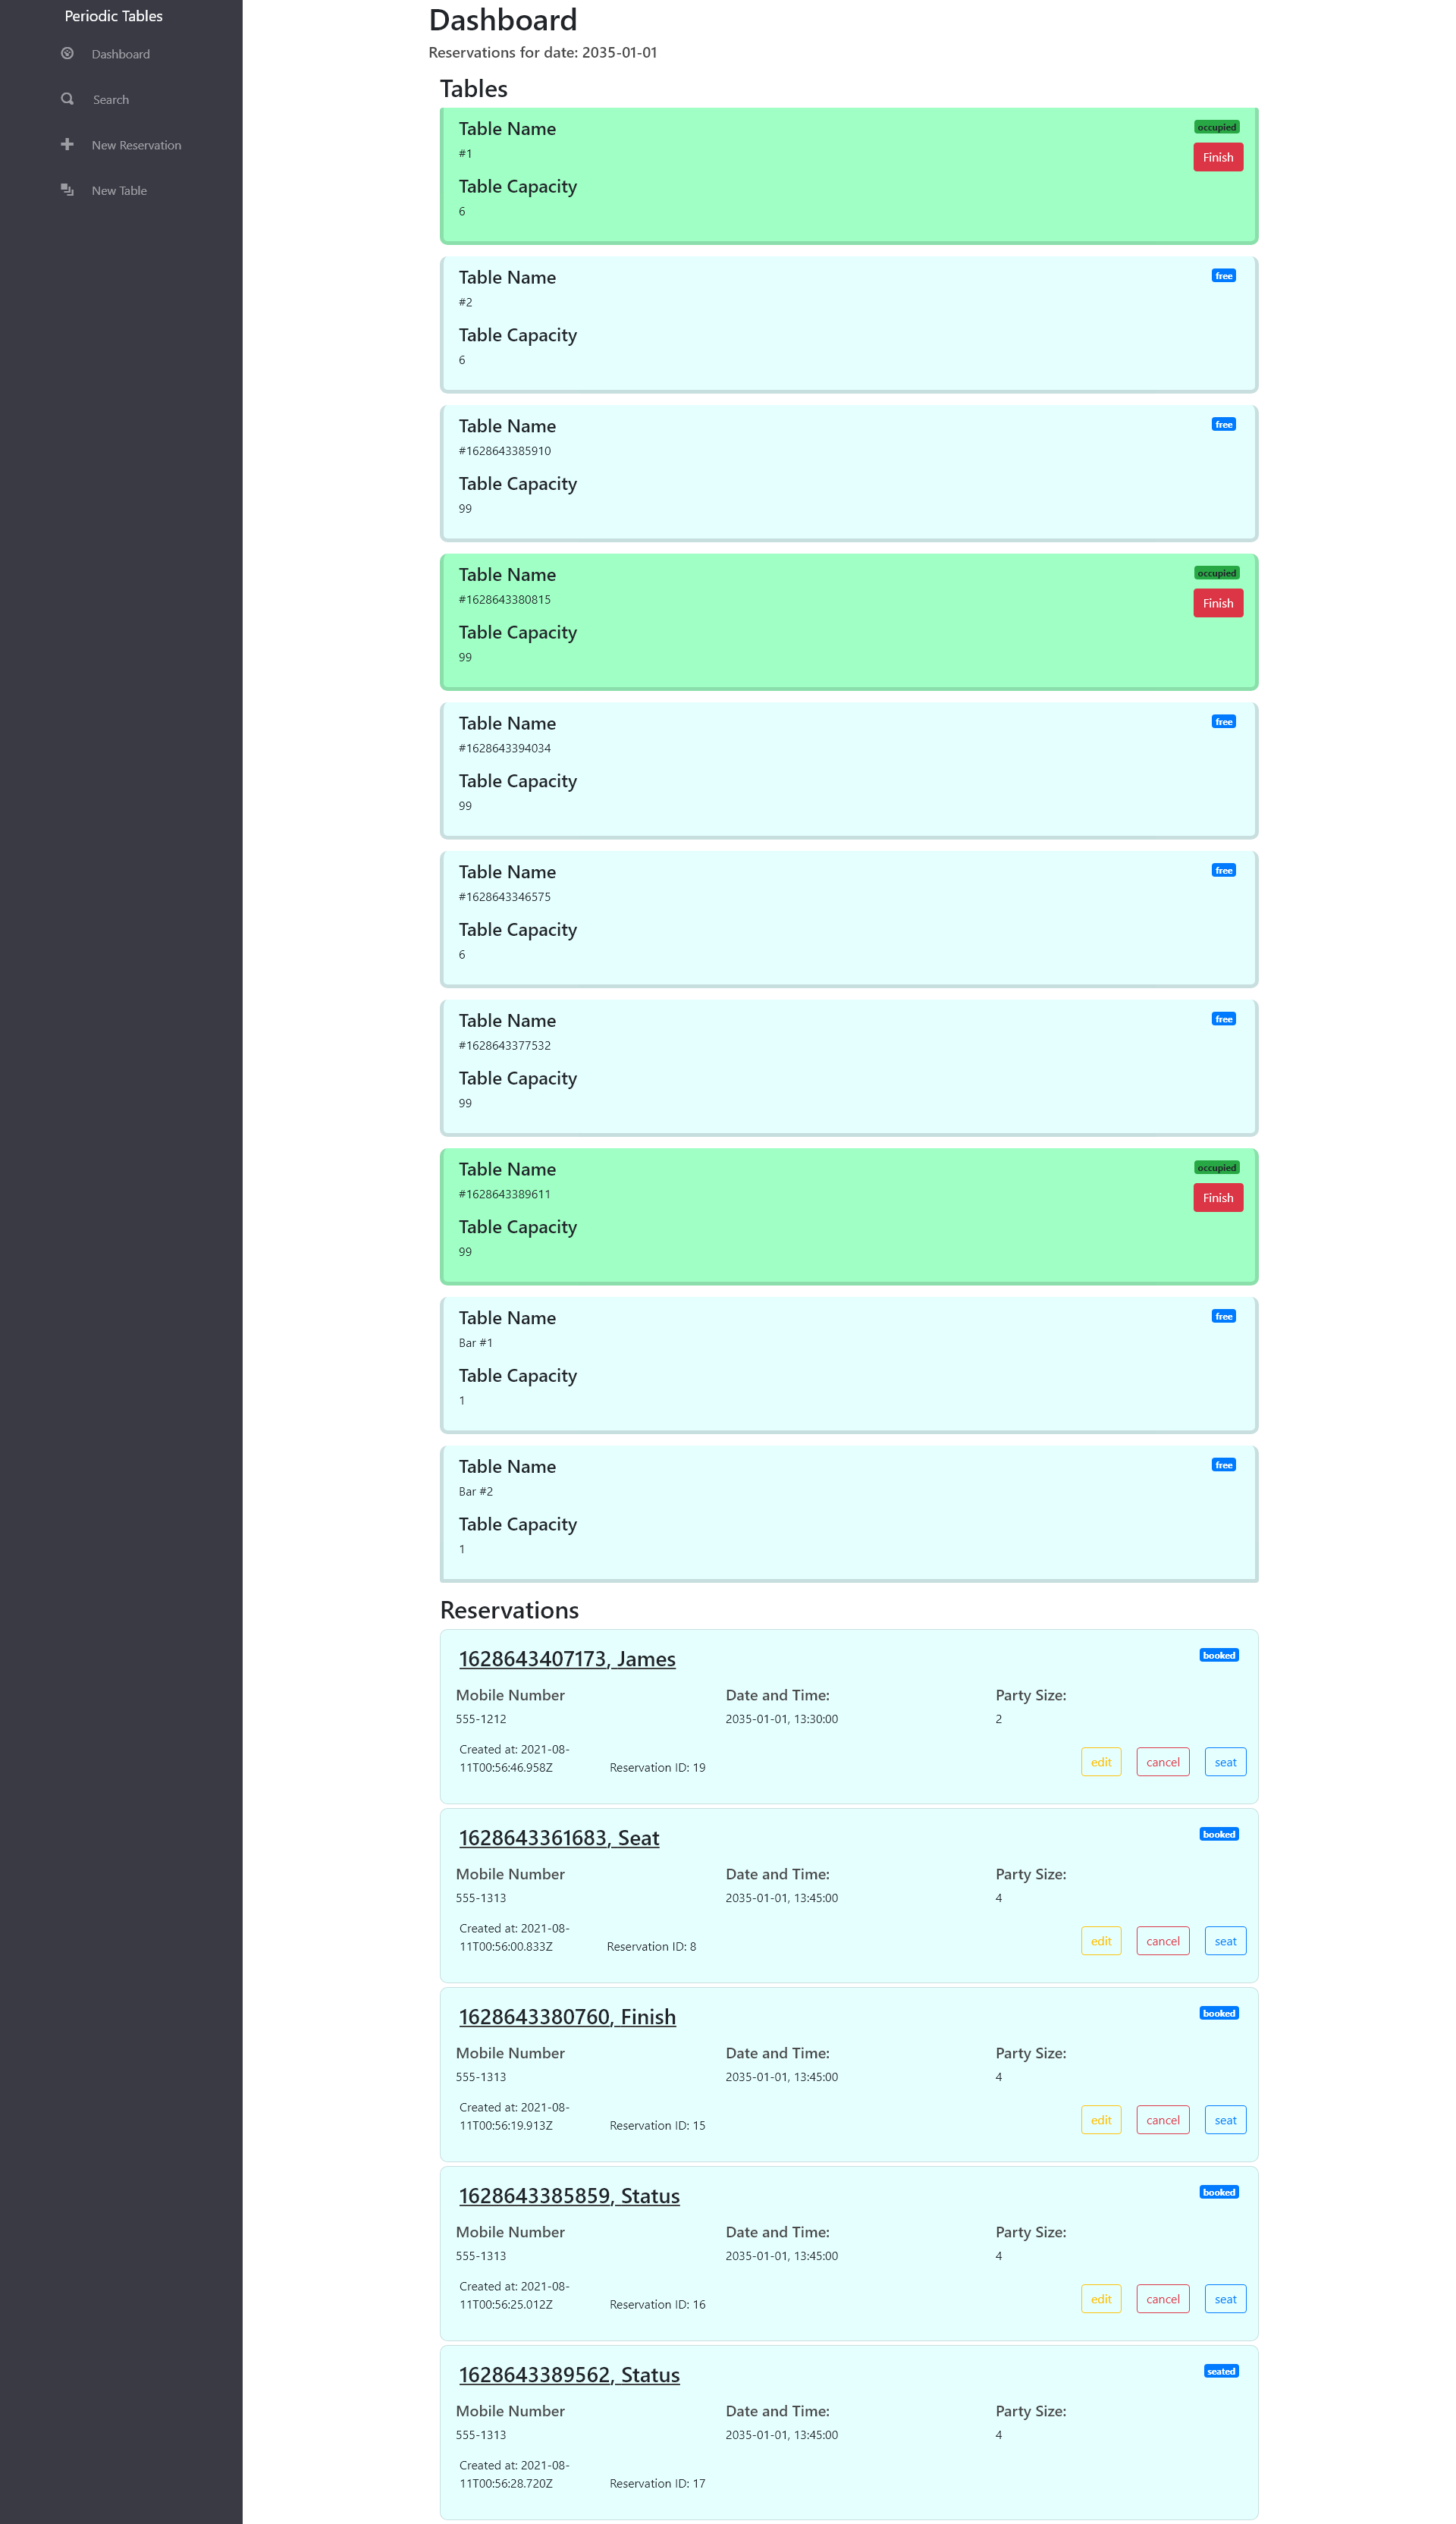 Periodic Tables
Dashboard
Search
New Reservation
New Table
Dashboard
Reservations for date: 2035-01-01
Tables
Table Name
occupied
#1
Finish
Table Capacity
6
Table Name
free
#2
Table Capacity
6
Table Name
free
#1628643385910
Table Capacity
99
Table Name
occupied
#1628643380815
Finish
Table Capacity
99
Table Name
free
#1628643394034
Table Capacity
99
Table Name
free
#1628643346575
Table Capacity
6
Table Name
free
#1628643377532
Table Capacity
99
Table Name
occupied
#1628643389611
Finish
Table Capacity
99
Table Name
free
Bar #1
Table Capacity
1
Table Name
free
Bar #2
Table Capacity
1
Reservations
1628643407173, James
booked
Mobile Number Date and Time: Party Size:
555-1212 2035-01-01, 13:30:00 2
Created at: 2021-08-
11T00:56:46.958Z Reservation ID: 19
edit cancel seat
1628643361683, Seat
booked
Mobile Number Date and Time: Party Size:
555-1313 2035-01-01, 13:45:00 4
Created at: 2021-08-
11T00:56:00.833Z Reservation ID: 8
edit cancel seat
1628643380760, Finish
booked
Mobile Number Date and Time: Party Size:
555-1313 2035-01-01, 13:45:00 4
Created at: 2021-08-
11T00:56:19.913Z Reservation ID: 15
edit cancel seat
1628643385859, Status
booked
Mobile Number Date and Time: Party Size:
555-1313 2035-01-01, 13:45:00 4
Created at: 2021-08-
11T00:56:25.012Z Reservation ID: 16
edit cancel seat
1628643389562, Status
seated
Mobile Number Date and Time: Party Size:
555-1313 2035-01-01, 13:45:00 4
Created at: 2021-08-
11T00:56:28.720Z Reservation ID: 17